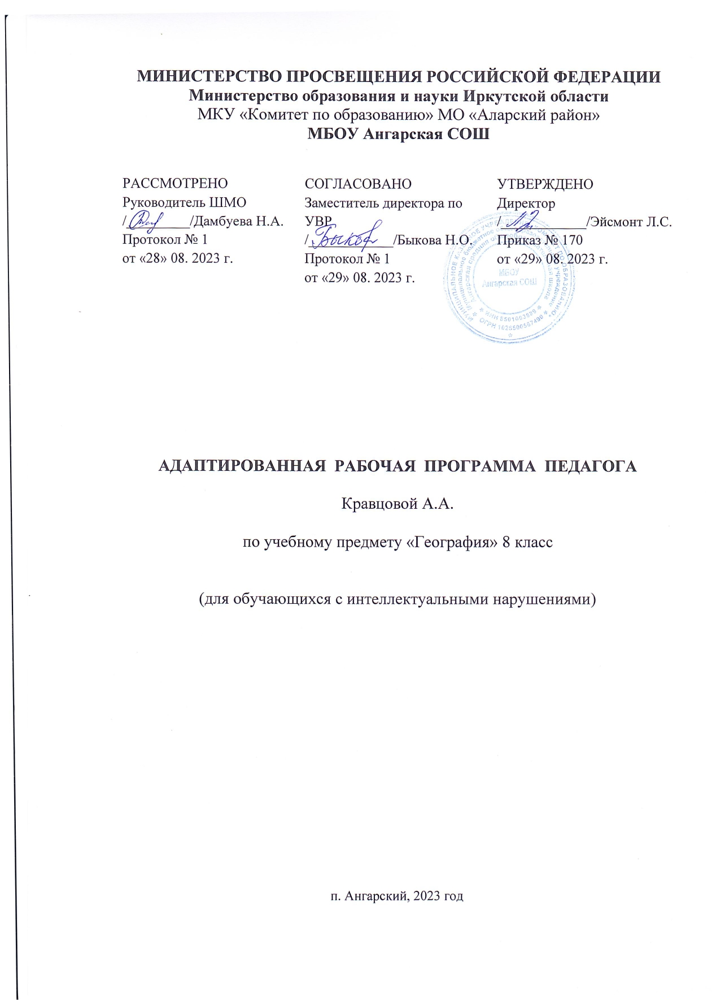 МИНИСТЕРСТВО ПРОСВЕЩЕНИЯ РОССИЙСКОЙ ФЕДЕРАЦИИ
Министерство образования и науки Иркутской области
МКУ «Комитет по образованию» МО «Аларский район»
МБОУ Ангарская СОШ
РАССМОТРЕНО
Руководитель ШМО
/_________/Дамбуева Н.А.
Протокол № 1
от «28» 08. 2023 г.
СОГЛАСОВАНО
Заместитель директора по
УВР
/Быкова/Быкова Н.О.
Протокол № 1
от «29» 08. 2023 г.
УТВЕРЖДЕНО
Директор
/____________/Эйсмонт Л.С.
Приказ № 170
от «29» 08. 2023 г.
МБОУ
Ангарская СОШ
АДАПТИРОВАННАЯ РАБОЧАЯ ПРОГРАММА ПЕДАГОГА
Кравцовой А.А.
по учебному предмету «География» 8 класс
(для обучающихся с интеллектуальными нарушениями)
п. Ангарский, 2023 год